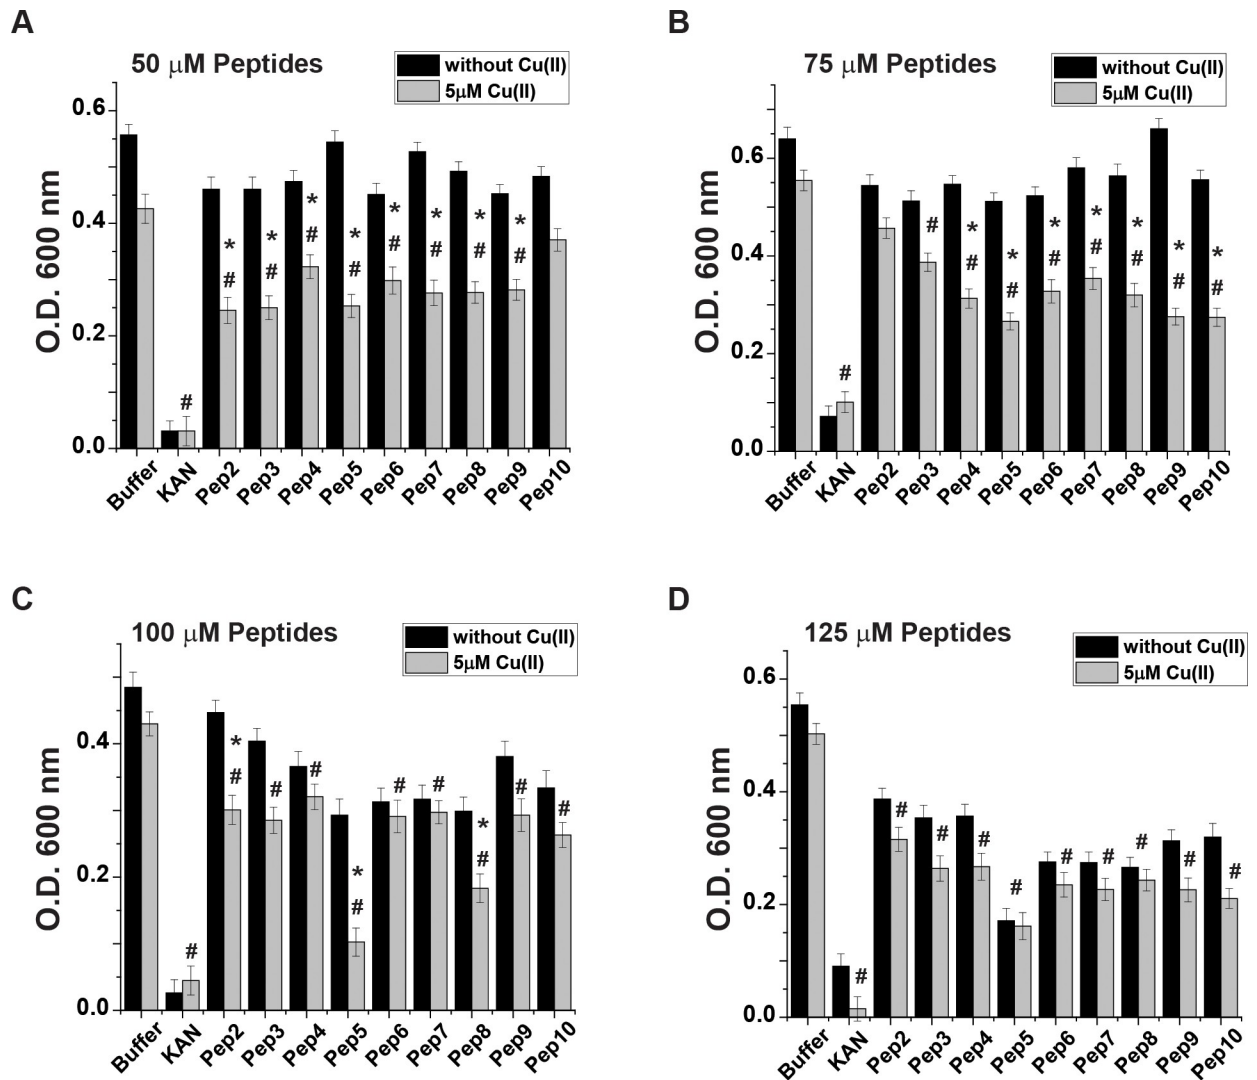 A
50 μM Peptides
without Cu(II)
5μM Cu(II)
O.D. 600 nm
0.6
0.4
0.2
0.0
#
* # * # * # * # * # * # * # * #
Buffer KAN Pep2 Pep3 Pep4 Pep5 Pep6 Pep7 Pep8 Pep9 Pep10
B
75 μM Peptides
without Cu(II)
5μM Cu(II)
O.D. 600 nm
0.6
0.4
0.2
0.0
# # * # * # * # * # * # * # * #
Buffer KAN Pep2 Pep3 Pep4 Pep5 Pep6 Pep7 Pep8 Pep9 Pep10
C
100 μM Peptides
without Cu(II)
5μM Cu(II)
O.D. 600 nm
0.4
0.2
0.0
# * # # # * # # # * # # #
Buffer KAN Pep2 Pep3 Pep4 Pep5 Pep6 Pep7 Pep8 Pep9 Pep10
D
125 μM Peptides
without Cu(II)
5μM Cu(II)
O.D. 600 nm
0.6
0.4
0.2
0.0
# # # # # # # # # #
Buffer KAN Pep2 Pep3 Pep4 Pep5 Pep6 Pep7 Pep8 Pep9 Pep10